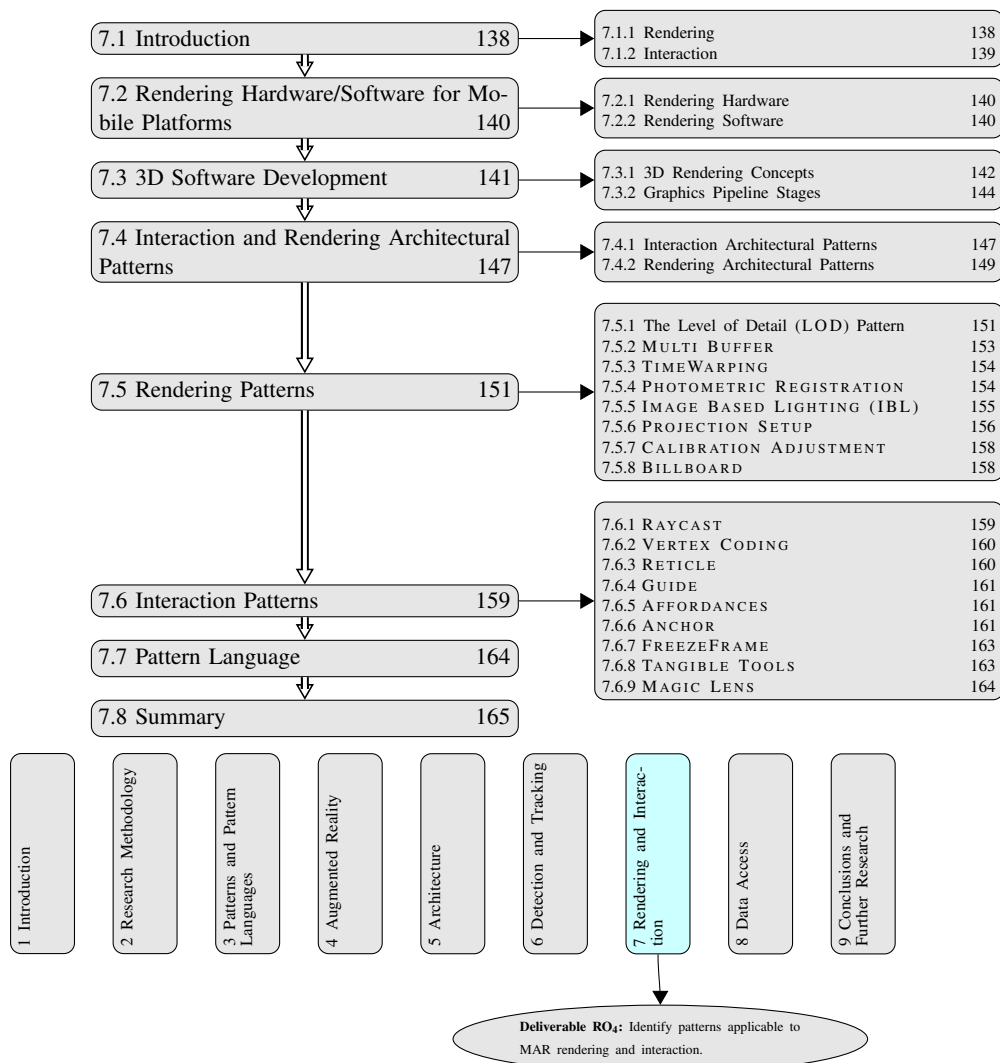 7.1 Introduction 138
7.1.1 Rendering 138
7.1.2 Interaction 139
7.2 Rendering Hardware/Software for Mo-
bile Platforms 140
7.2.1 Rendering Hardware 140
7.2.2 Rendering Software 140
7.3 3D Software Development 141
7.3.1 3D Rendering Concepts 142
7.3.2 Graphics Pipeline Stages 144
7.4 Interaction and Rendering Architectural
Patterns 147
7.4.1 Interaction Architectural Patterns 147
7.4.2 Rendering Architectural Patterns 149
7.5 Rendering Patterns 151
7.5.1 The Level of Detail (LOD) Pattern 151
7.5.2 MULTI BUFFER 153
7.5.3 TIMEWARPING 154
7.5.4 PHOTOMETRIC REGISTRATION 154
7.5.5 IMAGE BASED LIGHTING (IBL) 155
7.5.6 PROJECTION SETUP 156
7.5.7 CALIBRATION ADJUSTMENT 158
7.5.8 BILLBOARD 158
7.6 Interaction Patterns 159
7.6.1 RAYCAST 159
7.6.2 VERTEX CODING 160
7.6.3 RETICLE 160
7.6.4 GUIDE 161
7.6.5 AFFORDANCES 161
7.6.6 ANCHOR 161
7.6.7 FREEZEFRAME 163
7.6.8 TANGIBLE TOOLS 163
7.6.9 MAGIC LENS 164
7.7 Pattern Language 164
7.8 Summary 165
1 Introduction
2 Research Methodology
3 Patterns and Pattern
Languages
4 Augmented Reality
5 Architecture
6 Detection and Tracking
7 Rendering and Interac-
tion
8 Data Access
9 Conclusions and
Further Research
Deliverable RO4: Identify patterns applicable to
MAR rendering and interaction.